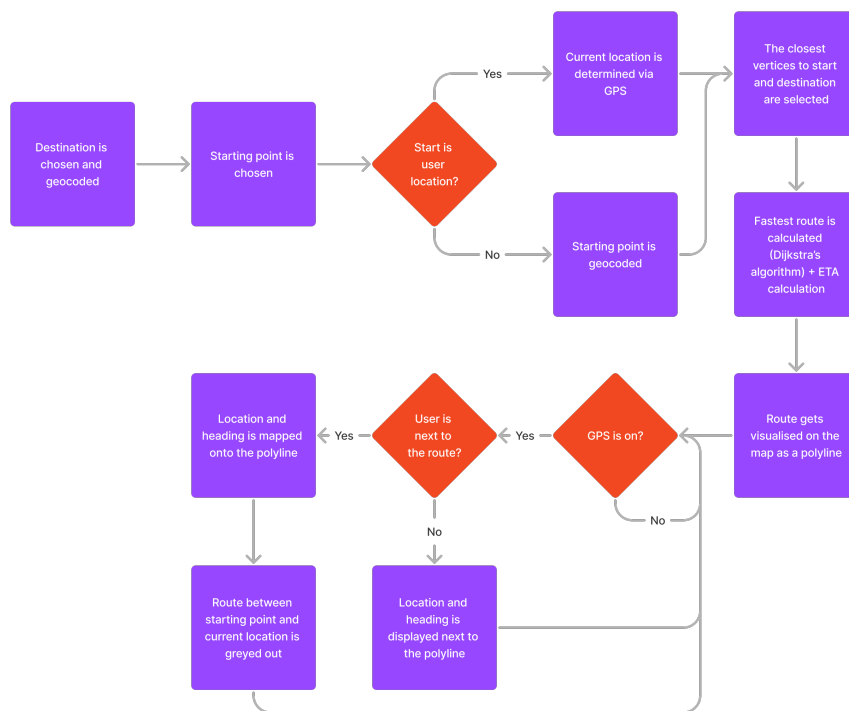 Destination is
chosen and
geocoded
Starting point is
chosen
Start is
user
location?
Yes
Current location is
determined via
GPS
No
Starting point is
geocoded
The closest
vertices to start
and destination
are selected
Fastest route is
calculated
(Dijkstra's
algorithm) + ETA
calculation
Route gets
visualised on the
map as a polyline
GPS is on?
No
Yes
User is
next to
the route?
Yes
Location and
heading is mapped
onto the polyline
Route between
starting point and
current location is
greyed out
No
Location and
heading is
displayed next to
the polyline